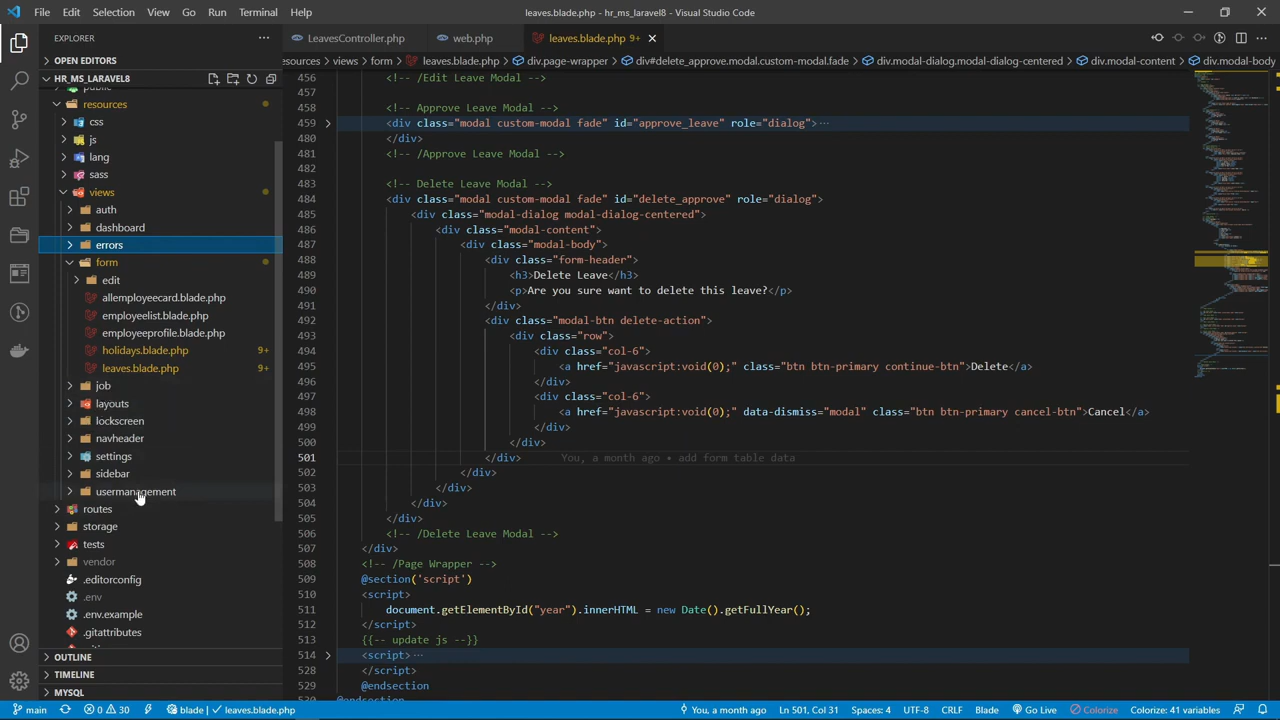 File Edit Selection View Go Run Terminal Help
leaves.blade.php - hr_ms_laravel8 - Visual Studio Code
EXPLORER
LeavesController.php
web.php
leaves.blade.php 9+
OPEN EDITORS
HR_MS_LARAVEL8
public
resources
css
js
lang
sass
views
auth
dashboard
errors
form
edit
allemployeecard.blade.php
employeelist.blade.php
employeeprofile.blade.php
holidays.blade.php 9+
leaves.blade.php 9+
job
layouts
lockscreen
navheader
settings
sidebar
usermanagement
routes
storage
tests
vendor
.editorconfig
.env
.env.example
.gitattributes
OUTLINE
TIMELINE
MYSQL
esources > views > form > leaves.blade.php > div.page-wrapper > div#delete_approve.modal.custom-modal.fade > div.modal-dialog.modal-dialog-centered > div.modal-content > div.modal-body
456 <!-- /Edit Leave Modal -->
457
458 <!-- Approve Leave Modal -->
459 <div class="modal custom-modal fade" id="approve_leave" role="dialog">…
480 </div>
481 <!-- /Approve Leave Modal -->
482
483 <!-- Delete Leave Modal -->
484 <div class="modal custom-modal fade" id="delete_approve" role="dialog">
485 <div class="modal-dialog modal-dialog-centered">
486 <div class="modal-content">
487 <div class="modal-body">
488 <div class="form-header">
489 <h3>Delete Leave</h3>
490 <p>Are you sure want to delete this leave?</p>
491 </div>
492 <div class="modal-btn delete-action">
493 <div class="row">
494 <div class="col-6">
495 <a href="javascript:void(0);" class="btn btn-primary continue-btn">Delete</a>
496 </div>
497 <div class="col-6">
498 <a href="javascript:void(0);" data-dismiss="modal" class="btn btn-primary cancel-btn">Cancel</a>
499 </div>
500 </div>
501 </div> You, a month ago • add form table data
502 </div>
503 </div>
504 </div>
505 </div>
506 <!-- /Delete Leave Modal -->
507 </div>
508 <!-- /Page Wrapper -->
509 @section('script')
510 <script>
511 document.getElementById("year").innerHTML = new Date().getFullYear();
512 </script>
513 {{-- update js --}}
514 <script>…
528 </script>
529 @endsection
530 @endsection
main 0 30 blade leaves.blade.php You, a month ago Ln 501, Col 31 Spaces: 4 UTF-8 CRLF Blade Go Live Colorize Colorize: 41 variables